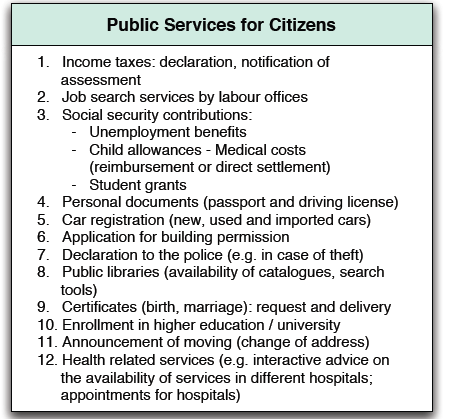 Public Services for Citizens
1. Income taxes: declaration, notification of
assessment
2. Job search services by labour offices
3. Social security contributions:
- Unemployment benefits
- Child allowances - Medical costs
(reimbursement or direct settlement)
- Student grants
4. Personal documents (passport and driving license)
5. Car registration (new, used and imported cars)
6. Application for building permission
7. Declaration to the police (e.g. in case of theft)
8. Public libraries (availability of catalogues, search
tools)
9. Certificates (birth, marriage): request and delivery
10. Enrollment in higher education / university
11. Announcement of moving (change of address)
12. Health related services (e.g. interactive advice on
the availability of services in different hospitals;
appointments for hospitals)